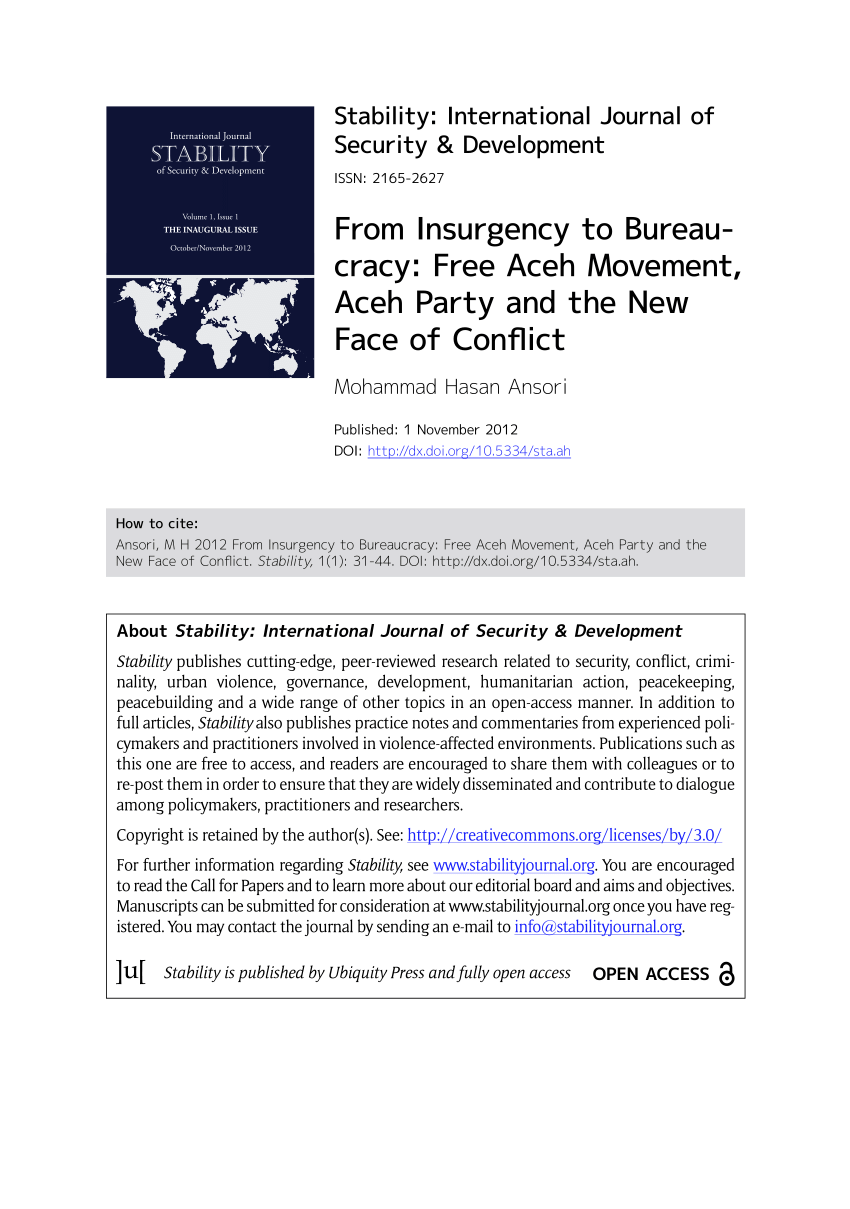 International Journal
STABILITY
of Security & Development
Volume 1, Issue 1
THE INAUGURAL ISSUE
October/November 2012
Stability: International Journal of
Security & Development
ISSN: 2165-2627
From Insurgency to Bureau-
cracy: Free Aceh Movement,
Aceh Party and the New
Face of Conflict
Mohammad Hasan Ansori
Published: 1 November 2012
DOI: http://dx.doi.org/10.5334/sta.ah
How to cite:
Ansori, M H 2012 From Insurgency to Bureaucracy: Free Aceh Movement, Aceh Party and the
New Face of Conflict. Stability, 1(1): 31-44. DOI: http://dx.doi.org/10.5334/sta.ah.
About Stability: International Journal of Security & Development
Stability publishes cutting-edge, peer-reviewed research related to security, conflict, crimi-
nality, urban violence, governance, development, humanitarian action, peacekeeping,
peacebuilding and a wide range of other topics in an open-access manner. In addition to
full articles, Stability also publishes practice notes and commentaries from experienced poli-
cymakers and practitioners involved in violence-affected environments. Publications such as
this one are free to access, and readers are encouraged to share them with colleagues or to
re-post them in order to ensure that they are widely disseminated and contribute to dialogue
among policymakers, practitioners and researchers.
Copyright is retained by the author(s). See: http://creativecommons.org/licenses/by/3.0/
For further information regarding Stability, see www.stabilityjournal.org. You are encouraged
to read the Call for Papers and to learn more about our editorial board and aims and objectives.
Manuscripts can be submitted for consideration at www.stabilityjournal.org once you have reg-
istered. You may contact the journal by sending an e-mail to info@stabilityjournal.org.
]u[ Stability is published by Ubiquity Press and fully open access OPEN ACCESS